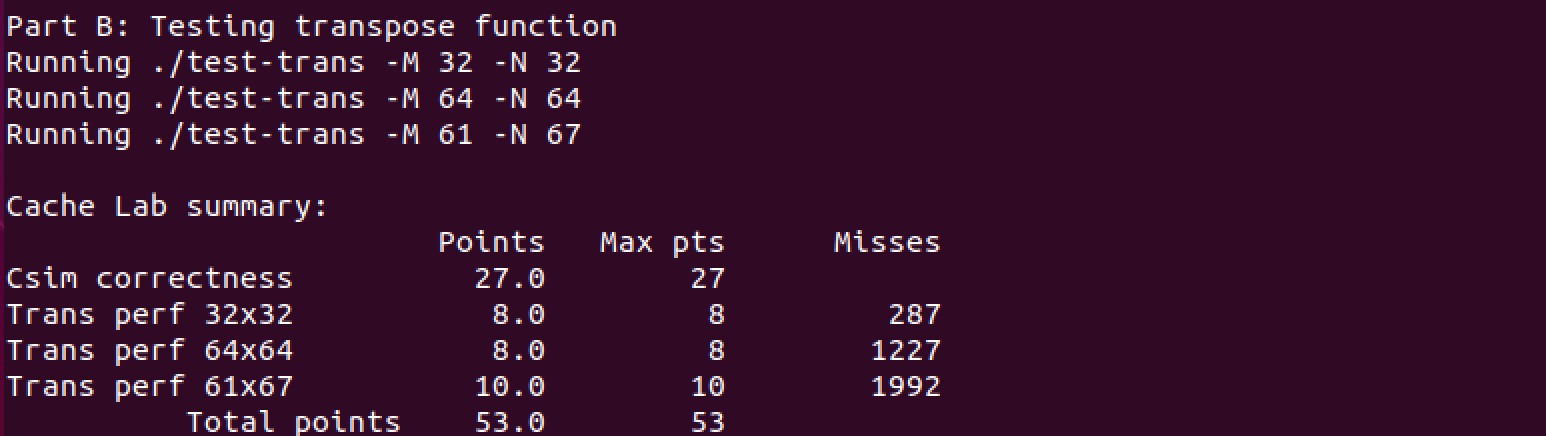 Part B: Testing transpose function
Running ./test-trans -M 32 -N 32
Running ./test-trans -M 64 -N 64
Running ./test-trans -M 61 -N 67

Cache Lab summary:
                        Points   Max pts      Misses
Csim correctness          27.0        27
Trans perf 32x32           8.0         8         287
Trans perf 64x64           8.0         8        1227
Trans perf 61x67          10.0        10        1992
          Total points    53.0        53